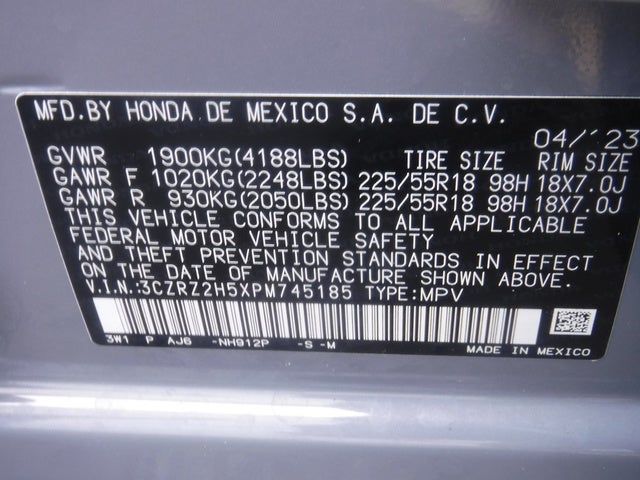 MFD.BY HONDA DE MEXICO S.A. DE C.V.
04/'23
GVWR 1900KG(4188LBS) TIRE SIZE RIM SIZE
GAWR F 1020KG(2248LBS) 225/55R18 98H 18X7.0J
GAWR R 930KG(2050LBS) 225/55R18 98H 18X7.0J
THIS VEHICLE CONFORMS TO ALL APPLICABLE
FEDERAL MOTOR VEHICLE SAFETY
AND THEFT PREVENTION STANDARDS IN EFFECT
ON THE DATE OF MANUFACTURE SHOWN ABOVE.
V.I.N.:3CZRZ2H5XPM745185 TYPE:MPV
3W1 P AJ6 -NH912P -S -M
MADE IN MEXICO